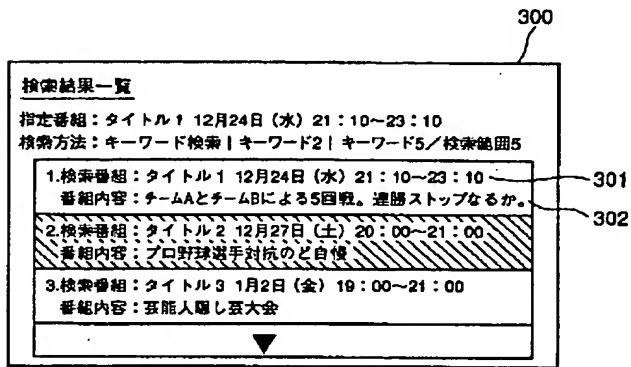 300
検索結果一覧
指定番組：タイトル1 12月24日（水）21：10～23：10
検索方法：キーワード検索｜キーワード2｜キーワード5／検索範囲5
1.検索番組：タイトル1 12月24日（水）21：10～23：10
301
番組内容：チームAとチームBによる5回戦。連勝ストップなるか。
302
2.検索番組：タイトル2 12月27日（土）20：00～21：00
番組内容：プロ野球選手対抗のど自慢
3.検索番組：タイトル3 1月2日（金）19：00～21：00
番組内容：芸能人隠し芸大会